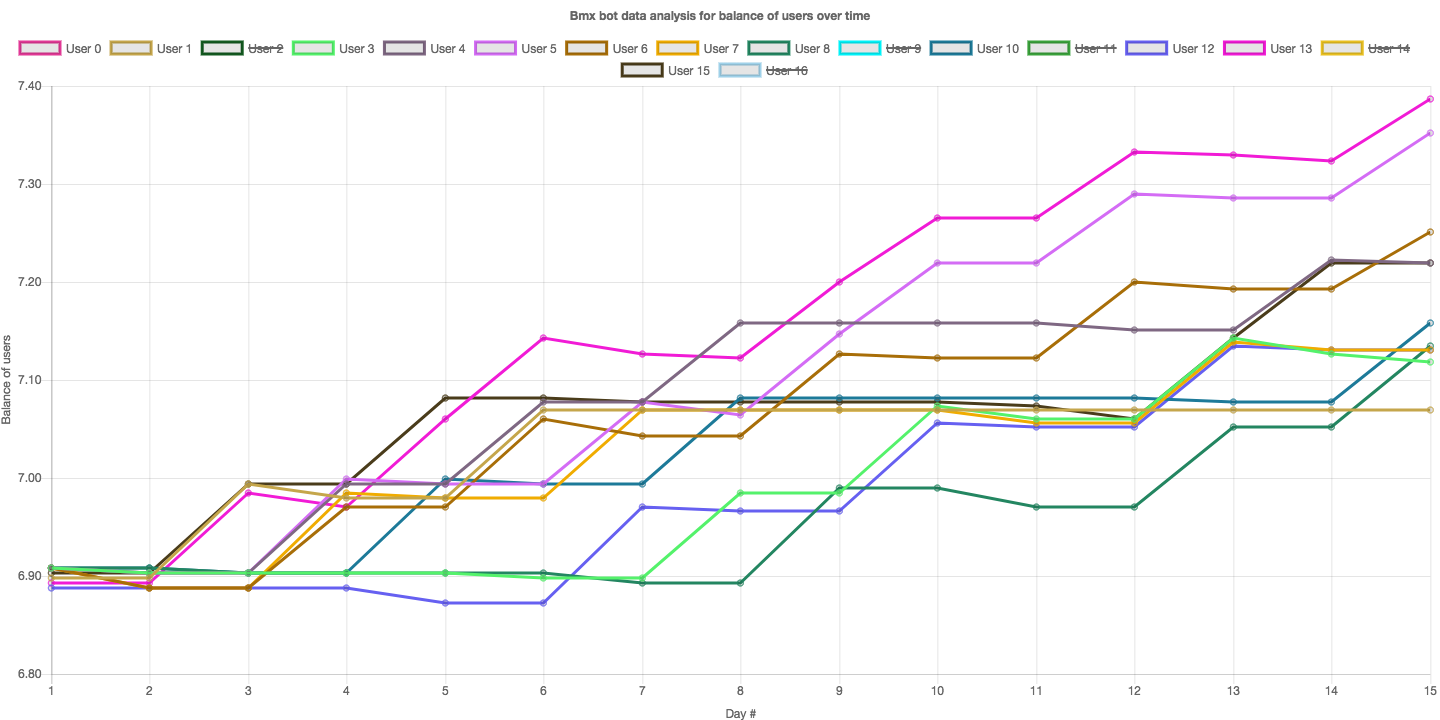 Bmx bot data analysis for balance of users over time
User 0 User 1 User 2 User 3 User 4 User 5 User 6 User 7 User 8 User 9 User 10 User 11 User 12 User 13 User 14
User 15 User 16
7.40
7.30
7.20
7.10
7.00
6.90
6.80
Balance of users
1 2 3 4 5 6 7 8 9 10 11 12 13 14 15
Day #